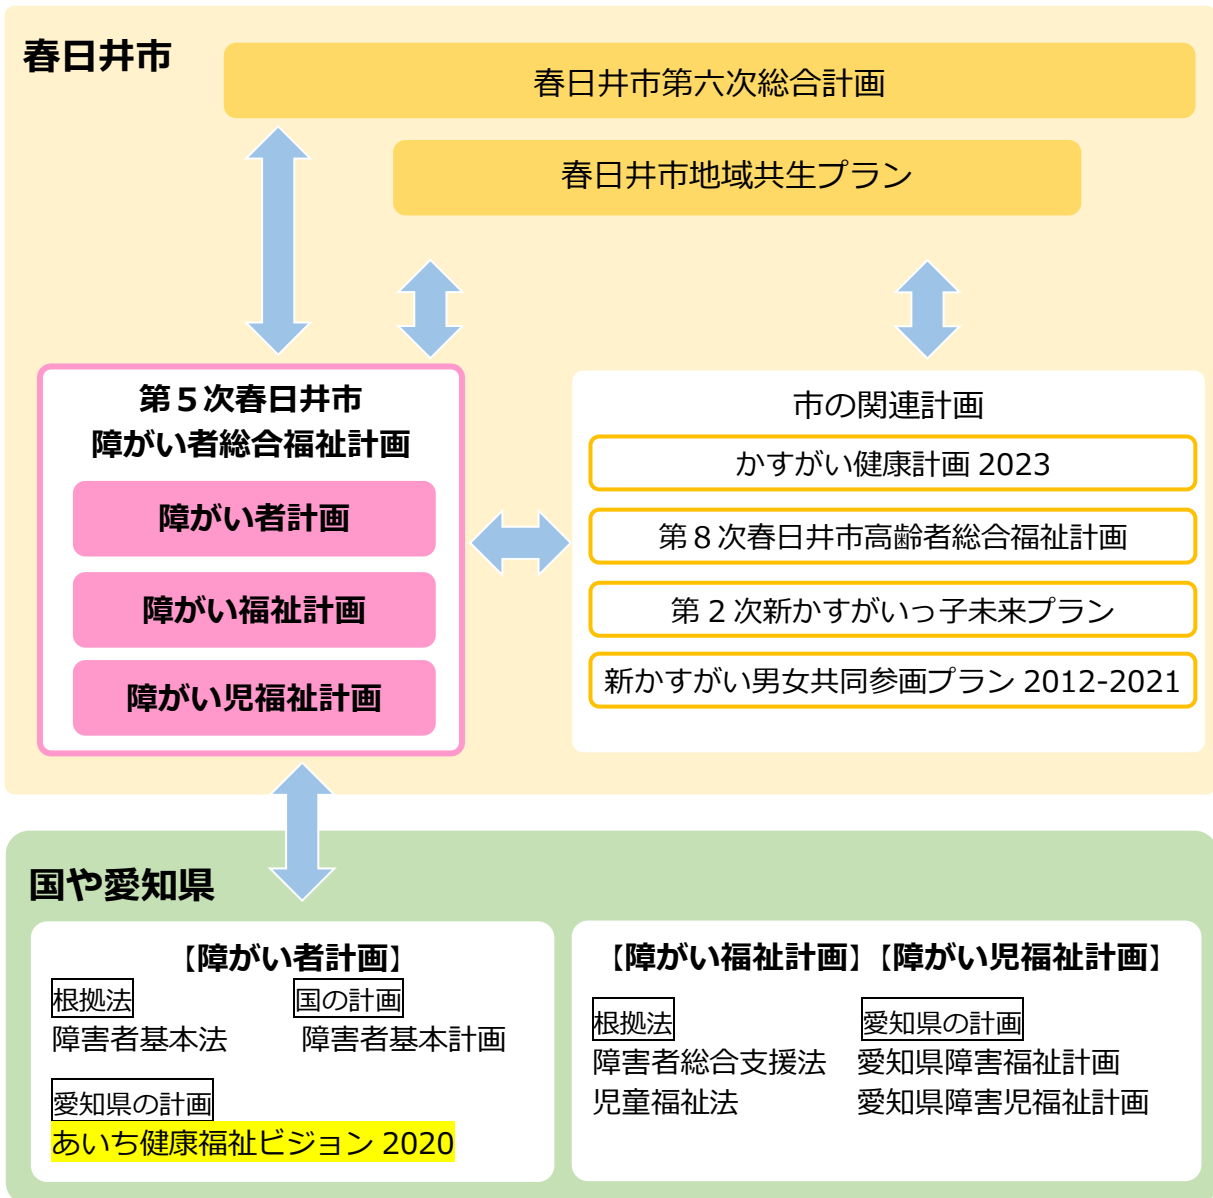 春日井市
春日井市第六次総合計画
春日井市地域共生プラン
第５次春日井市
障がい者総合福祉計画
障がい者計画
障がい福祉計画
障がい児福祉計画
市の関連計画
かすがい健康計画 2023
第８次春日井市高齢者総合福祉計画
第 2 次新かすがいっ子未来プラン
新かすがい男女共同参画プラン 2012-2021
国や愛知県
【障がい者計画】
根拠法 国の計画
障害者基本法 障害者基本計画
愛知県の計画
あいち健康福祉ビジョン 2020
【障がい福祉計画】【障がい児福祉計画】
根拠法 愛知県の計画
障害者総合支援法 愛知県障害福祉計画
児童福祉法 愛知県障害児福祉計画